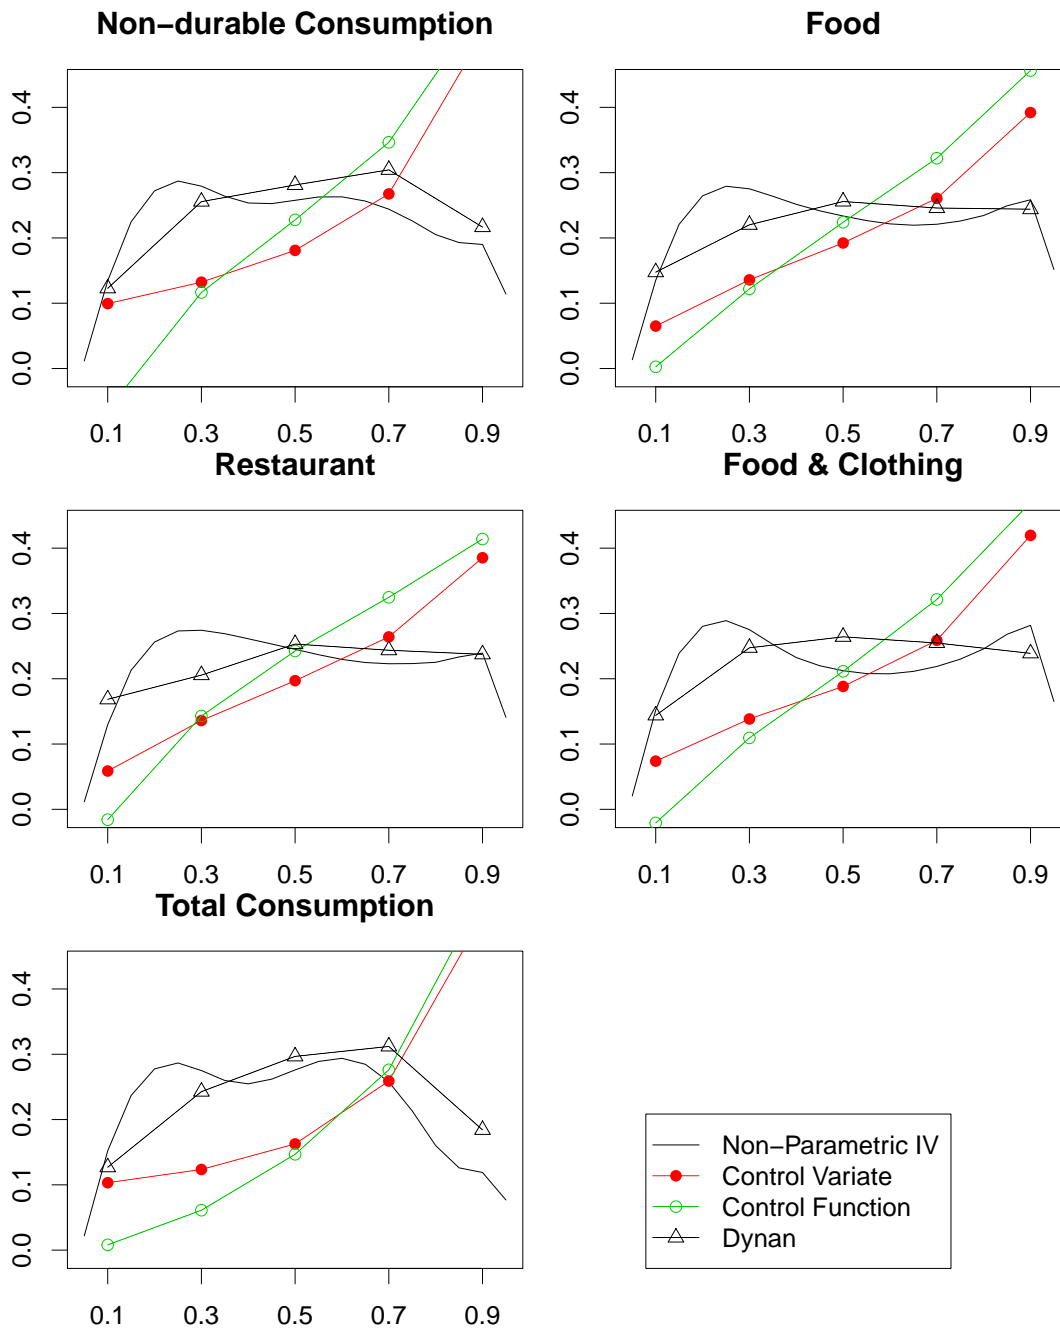 Non−durable Consumption
0.4
0.3
0.2
0.1
0.0
0.1 0.3 0.5 0.7 0.9
Food
0.4
0.3
0.2
0.1
0.0
0.1 0.3 0.5 0.7 0.9
Restaurant
0.4
0.3
0.2
0.1
0.0
0.1 0.3 0.5 0.7 0.9
Food & Clothing
0.4
0.3
0.2
0.1
0.0
0.1 0.3 0.5 0.7 0.9
Total Consumption
0.4
0.3
0.2
0.1
0.0
0.1 0.3 0.5 0.7 0.9
Non−Parametric IV
Control Variate
Control Function
Dynan